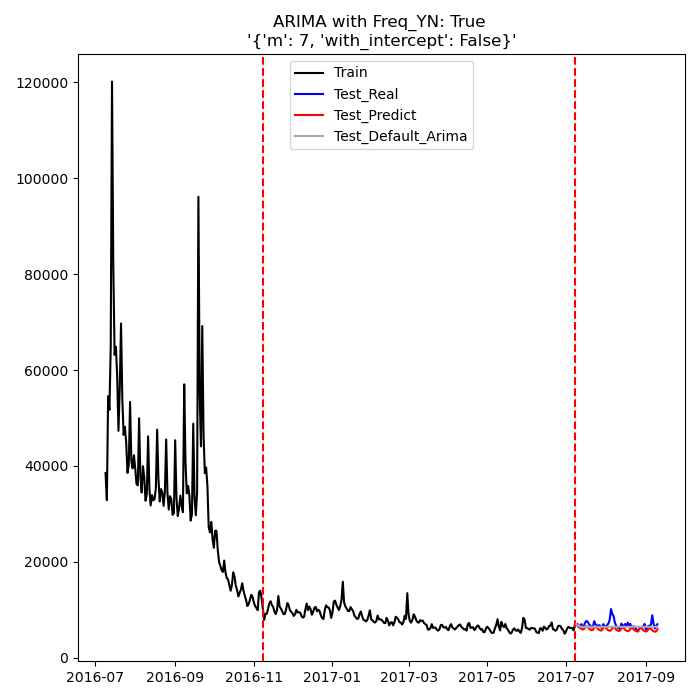 ARIMA with Freq_YN: True
'{'m': 7, 'with_intercept': False}'
Train
Test_Real
Test_Predict
Test_Default_Arima
120000
100000
80000
60000
40000
20000
0
2016-07 2016-09 2016-11 2017-01 2017-03 2017-05 2017-07 2017-09